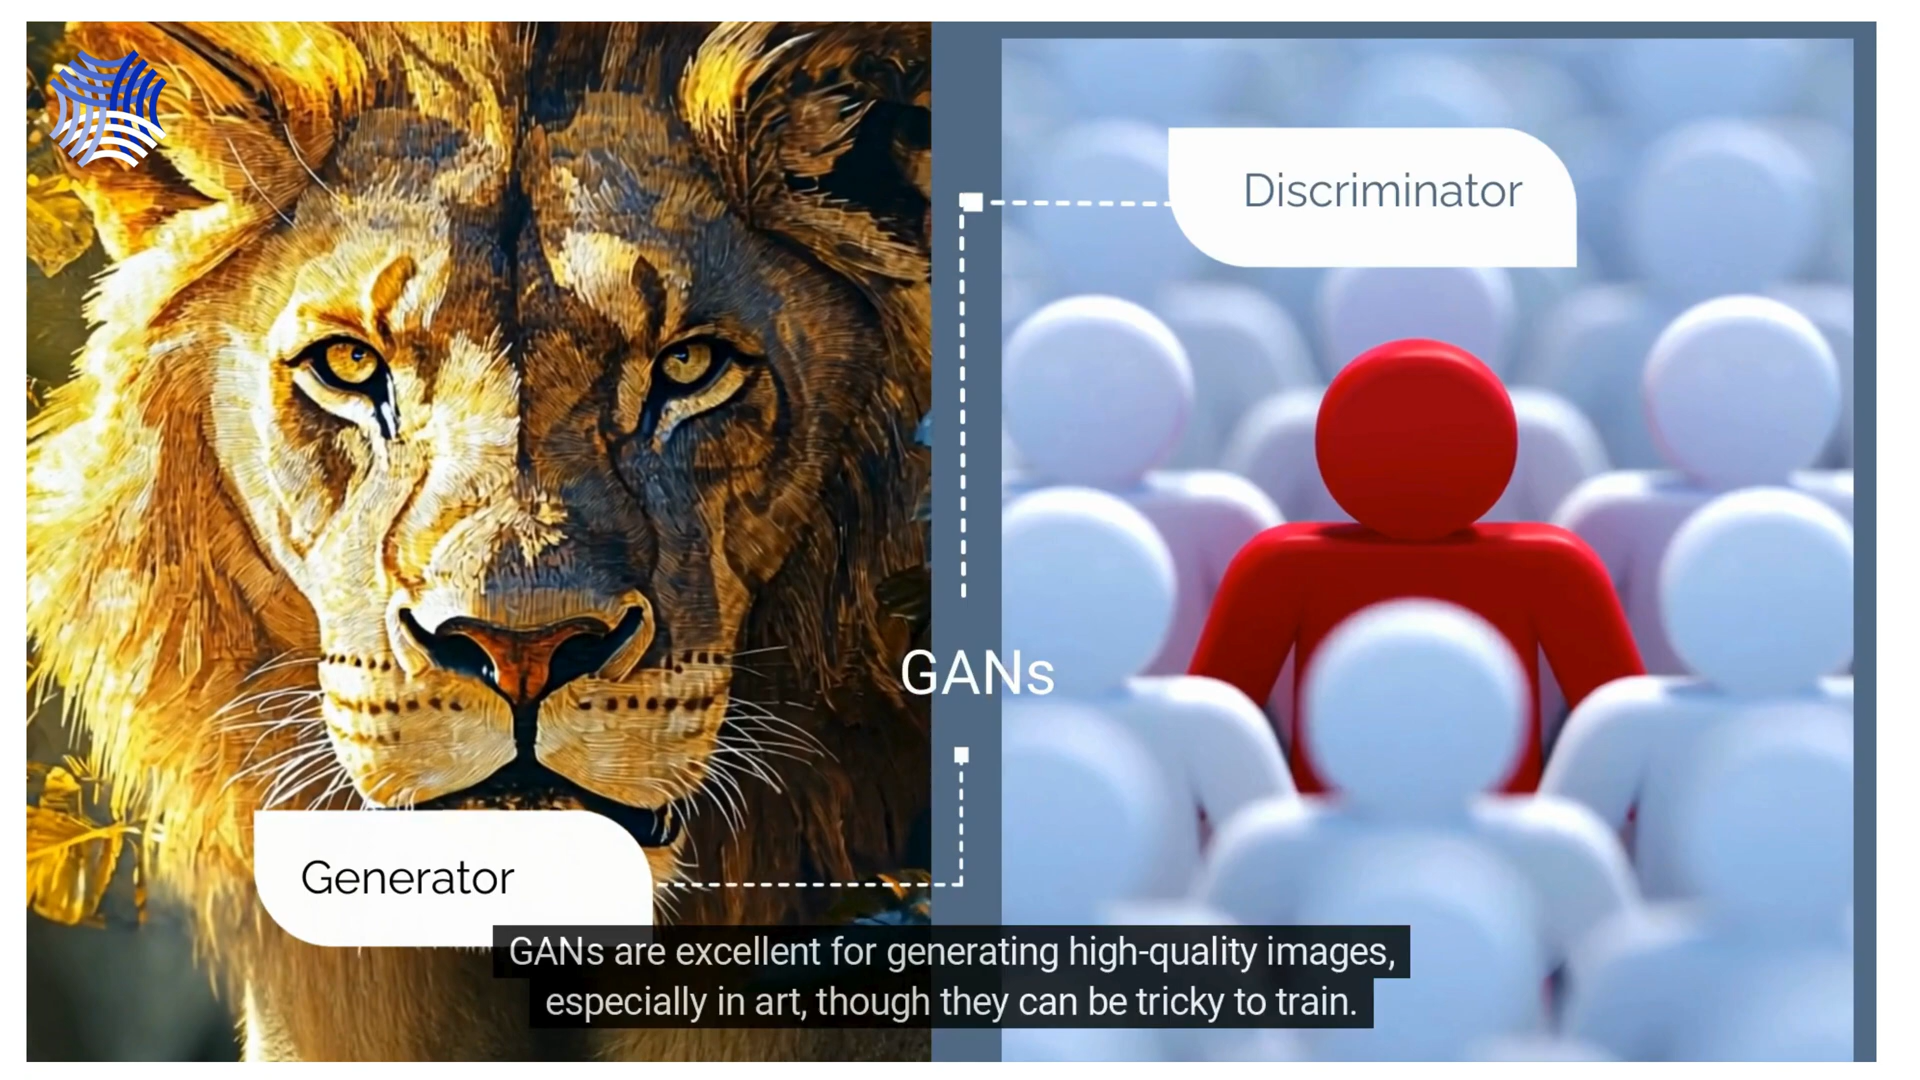 Discriminator
GANs
Generator
GANs are excellent for generating high-quality images,
especially in art, though they can be tricky to train.